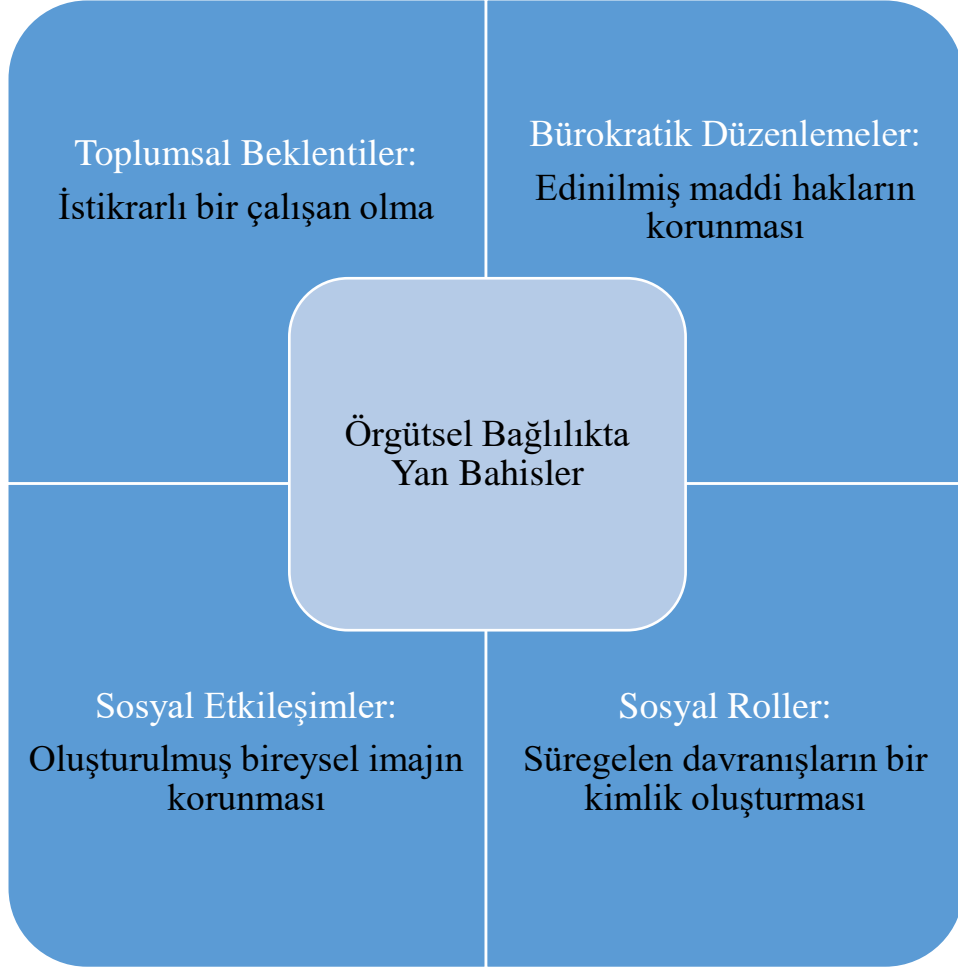 Toplumsal Beklentiler:
İstikrarlı bir çalışan olma
Bürokratik Düzenlemeler:
Edinilmiş maddi hakların
korunması
Örgütsel Bağlılıkta
Yan Bahisler
Sosyal Etkileşimler:
Oluşturulmuş bireysel imajın
korunması
Sosyal Roller:
Süregelen davranışların bir
kimlik oluşturması